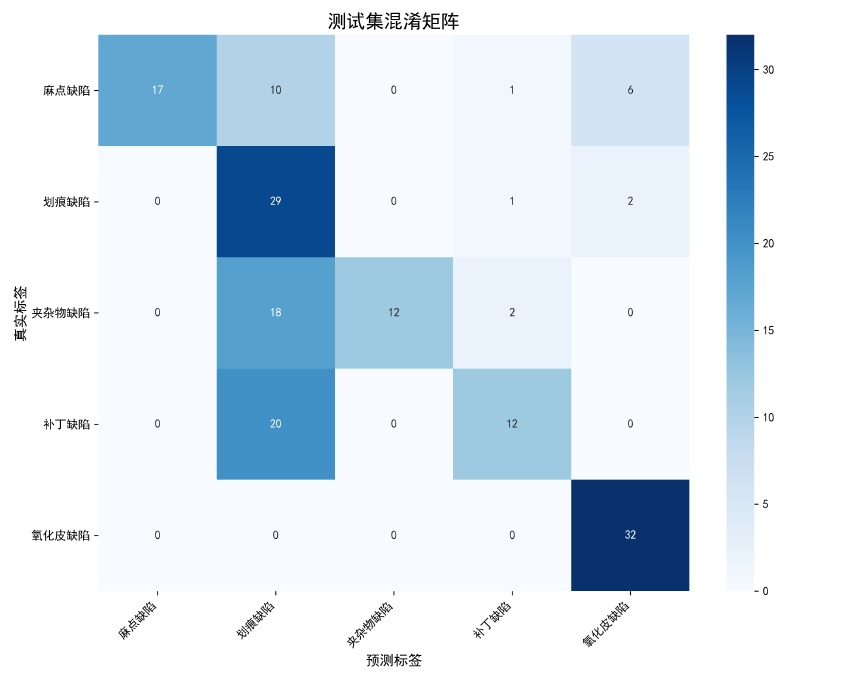 测试集混淆矩阵
真实标签
麻点缺陷 17 10 0 1 6
划痕缺陷 0 29 0 1 2
夹杂物缺陷 0 18 12 2 0
补丁缺陷 0 20 0 12 0
氧化皮缺陷 0 0 0 0 32
麻点缺陷 划痕缺陷 夹杂物缺陷 补丁缺陷 氧化皮缺陷
预测标签
30
25
20
15
10
5
0